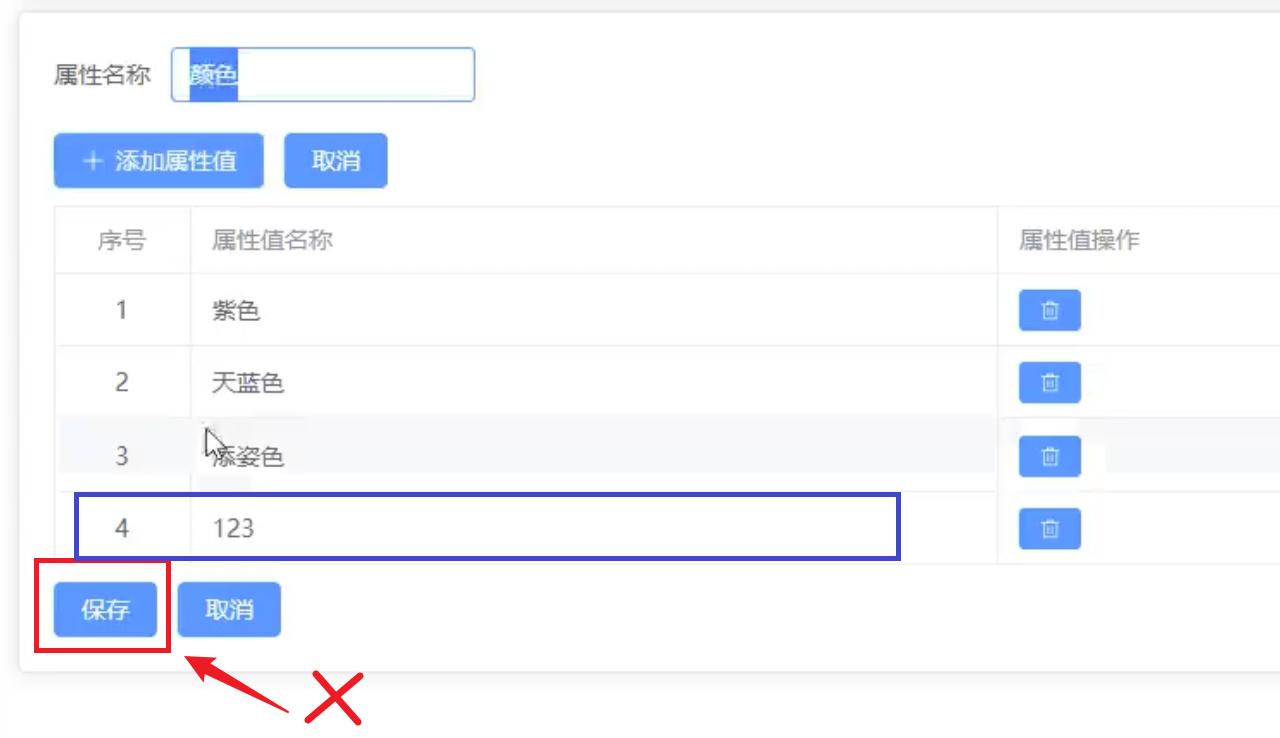 属性名称 颜色
+ 添加属性值 取消
序号 属性值名称 属性值操作
1 紫色
2 天蓝色
3 添姿色
4 123
保存 取消